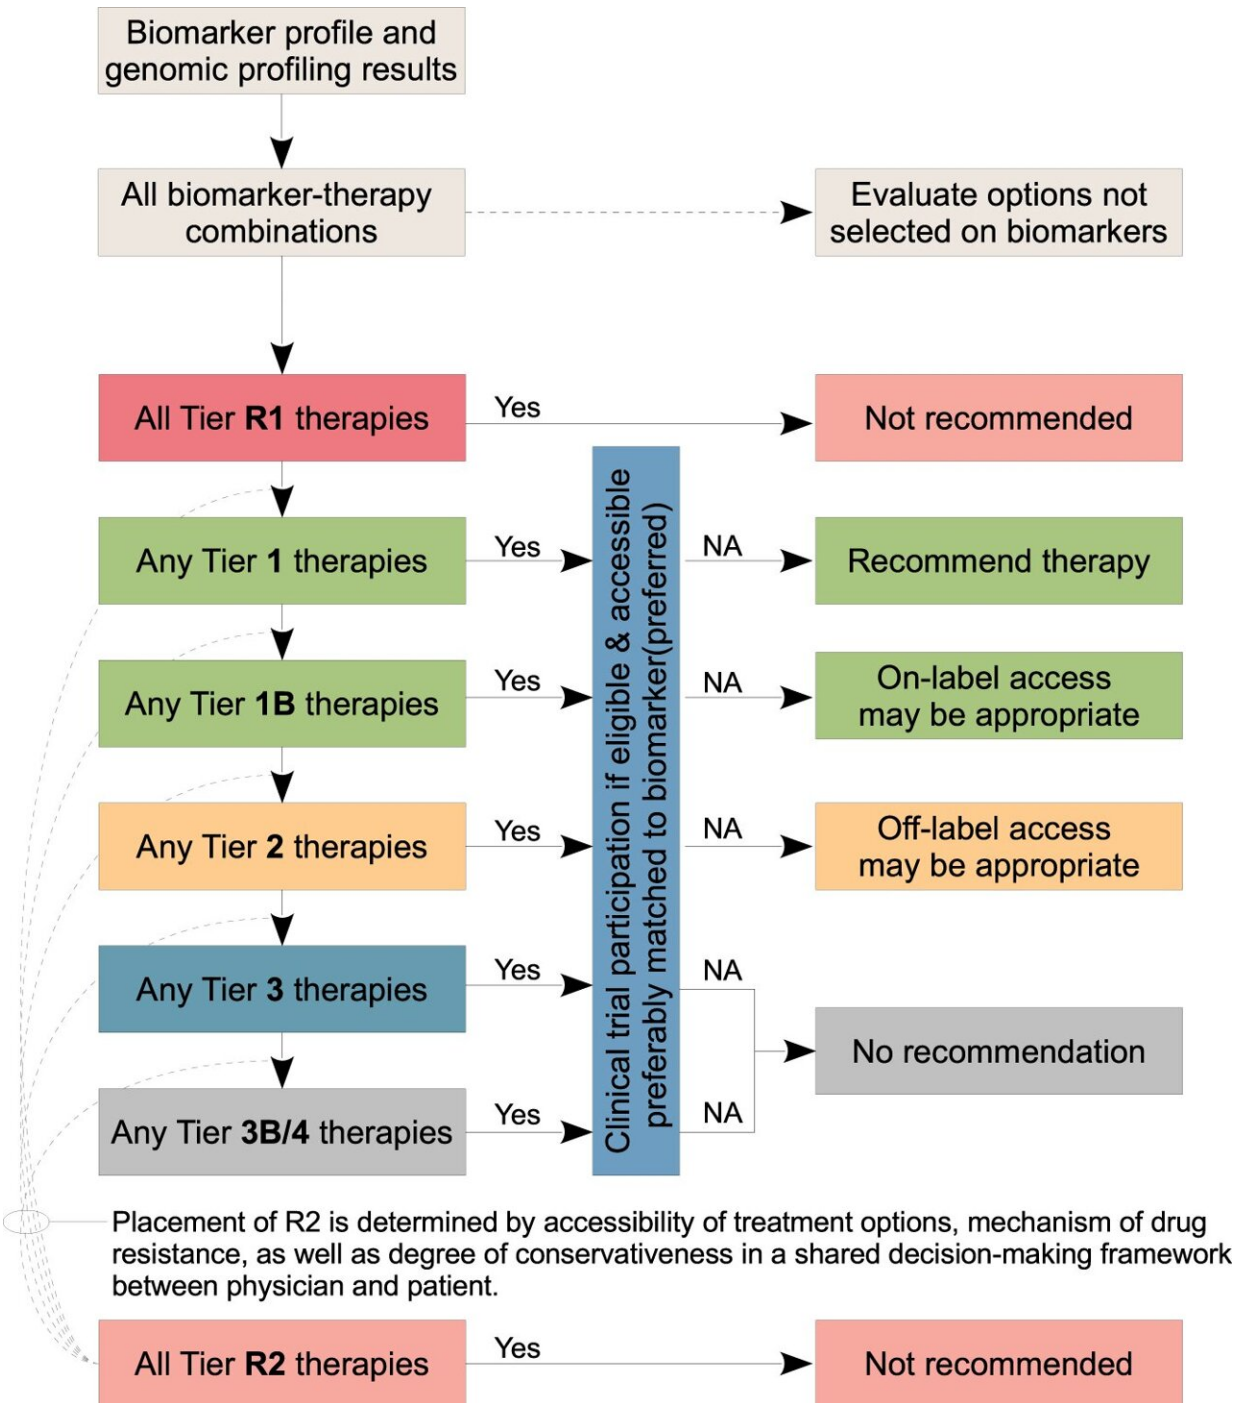 Biomarker profile and
genomic profiling results
All biomarker-therapy
combinations
Evaluate options not
selected on biomarkers
All Tier R1 therapies
Yes
Not recommended
Any Tier 1 therapies
Yes
NA
Recommend therapy
Any Tier 1B therapies
Yes
NA
On-label access
may be appropriate
Any Tier 2 therapies
Yes
NA
Off-label access
may be appropriate
Any Tier 3 therapies
Yes
NA
No recommendation
Any Tier 3B/4 therapies
Yes
NA
Clinical trial participation if eligible & accessible
preferably matched to biomarker(preferred)
Placement of R2 is determined by accessibility of treatment options, mechanism of drug
resistance, as well as degree of conservativeness in a shared decision-making framework
between physician and patient.
All Tier R2 therapies
Yes
Not recommended